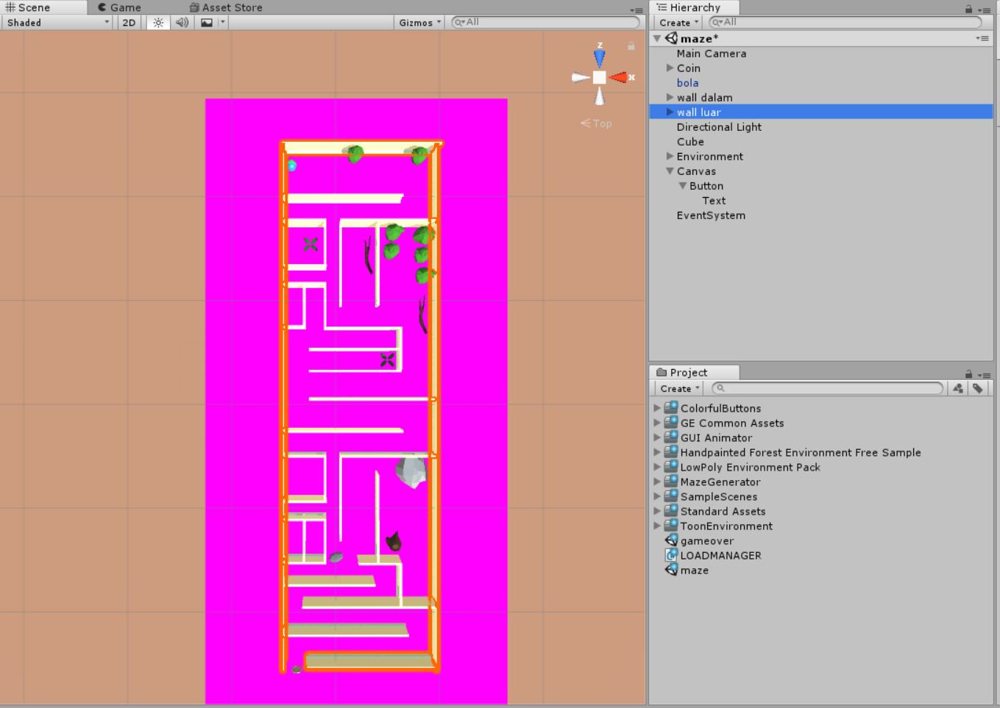 Scene Game Asset Store
Shaded 2D Gizmos All
z
x
Top
Hierarchy
Create All
maze*
Main Camera
Coin
bola
wall dalam
wall luar
Directional Light
Cube
Environment
Canvas
Button
Text
EventSystem
Project
Create
ColorfulButtons
GE Common Assets
GUI Animator
Handpainted Forest Environment Free Sample
LowPoly Environment Pack
MazeGenerator
SampleScenes
Standard Assets
ToonEnvironment
gameover
LOADMANAGER
maze